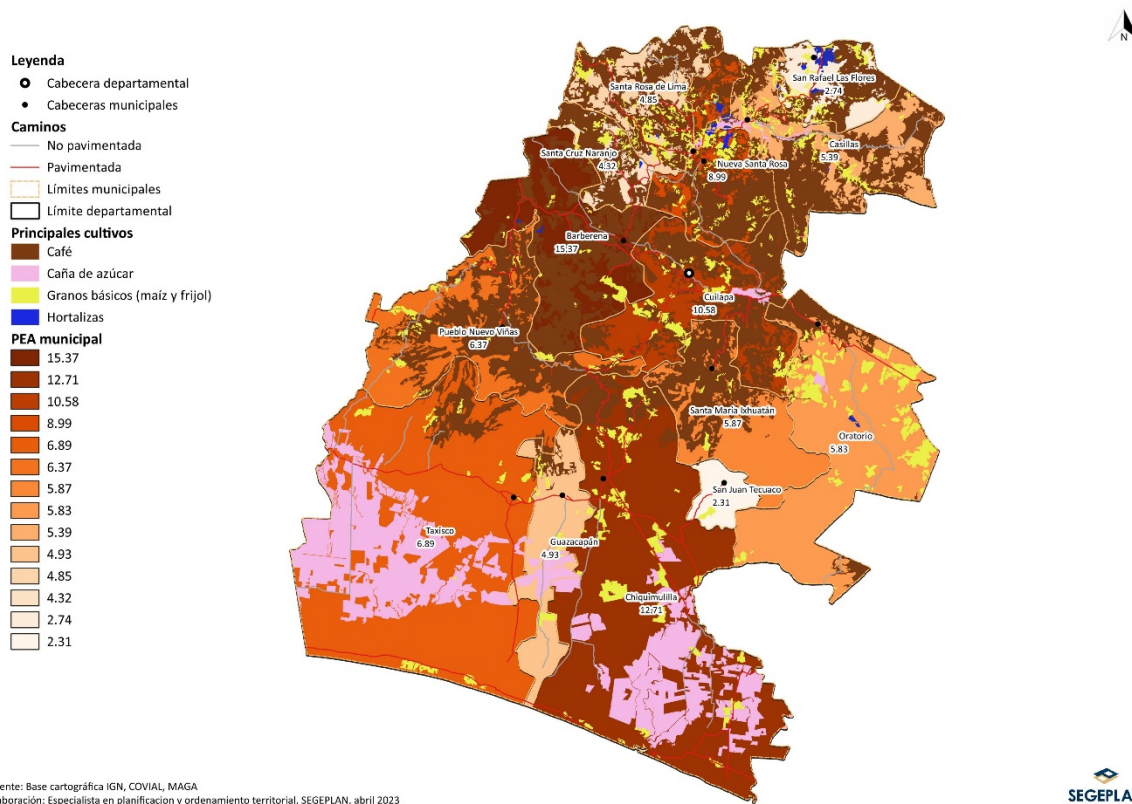 N
Leyenda
Cabecera departamental
Cabeceras municipales
Caminos
No pavimentada
Pavimentada
Límites municipales
Límite departamental
Principales cultivos
Café
Caña de azúcar
Granos básicos (maíz y frijol)
Hortalizas
PEA municipal
15.37
12.71
10.58
8.99
6.89
6.37
5.87
5.83
5.39
4.93
4.85
4.32
2.74
2.31
San Rafael Las Flores
2.74
Santa Rosa de Lima
4.85
Casillas
5.39
Santa Cruz Naranjo
4.32
Nueva Santa Rosa
8.99
Barberena
15.37
Cuilapa
10.58
Pueblo Nuevo Viñas
6.37
Santa María Ixhuatán
5.87
Oratorio
5.83
San Juan Tecuaco
2.31
Taxisco
6.89
Guazacapán
4.93
Chiquimulilla
12.71
ente: Base cartográfica IGN, COVIAL, MAGA
aboración: Especialista en planificacion y ordenamiento territorial. SEGEPLAN. abril 2023
SEGEPLA